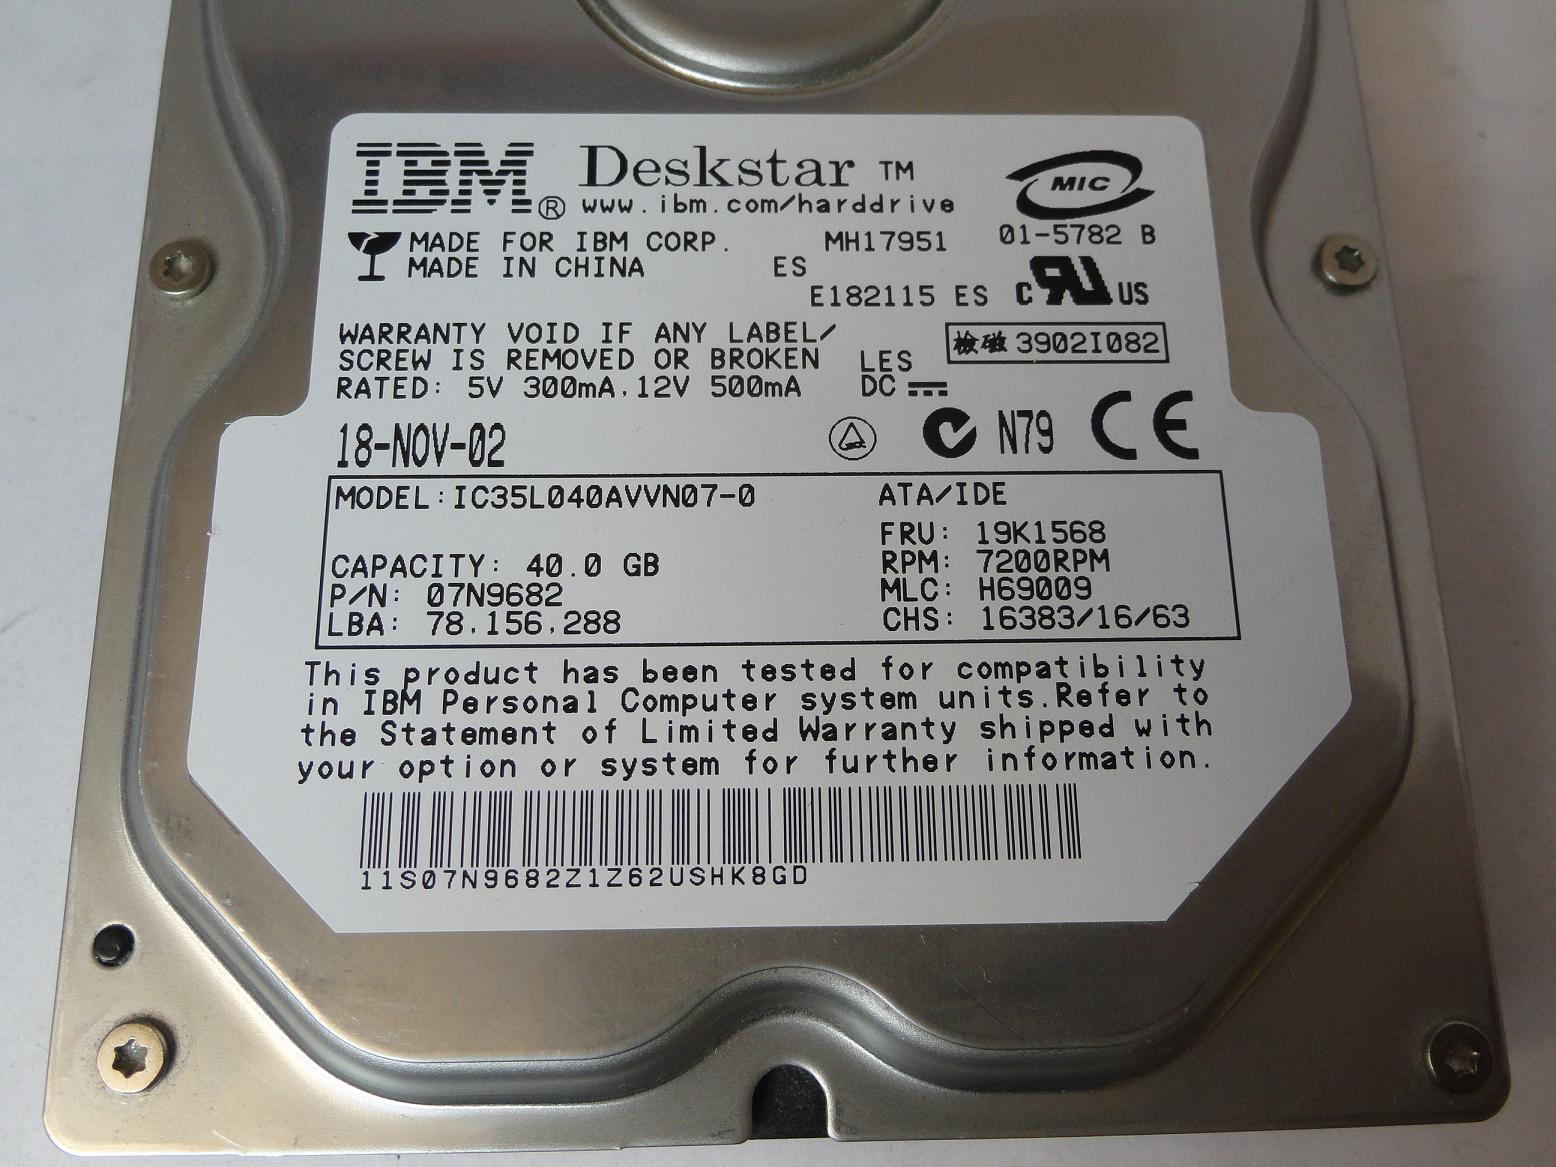 IBM® Deskstar ™
www.ibm.com/harddrive
MIC
MADE FOR IBM CORP. MH17951 01-5782 B
MADE IN CHINA ES
E182115 ES C RU US
WARRANTY VOID IF ANY LABEL/
SCREW IS REMOVED OR BROKEN LES 檢磁 3902I082
RATED: 5V 300mA,12V 500mA DC
18-NOV-02 N79 CE
MODEL:IC35L040AVVN07-0 ATA/IDE
FRU: 19K1568
CAPACITY: 40.0 GB RPM: 7200RPM
P/N: 07N9682 MLC: H69009
LBA: 78,156,288 CHS: 16383/16/63
This product has been tested for compatibility
in IBM Personal Computer system units.Refer to
the Statement of Limited Warranty shipped with
your option or system for further information.
11S07N9682Z1Z62USHK8GD